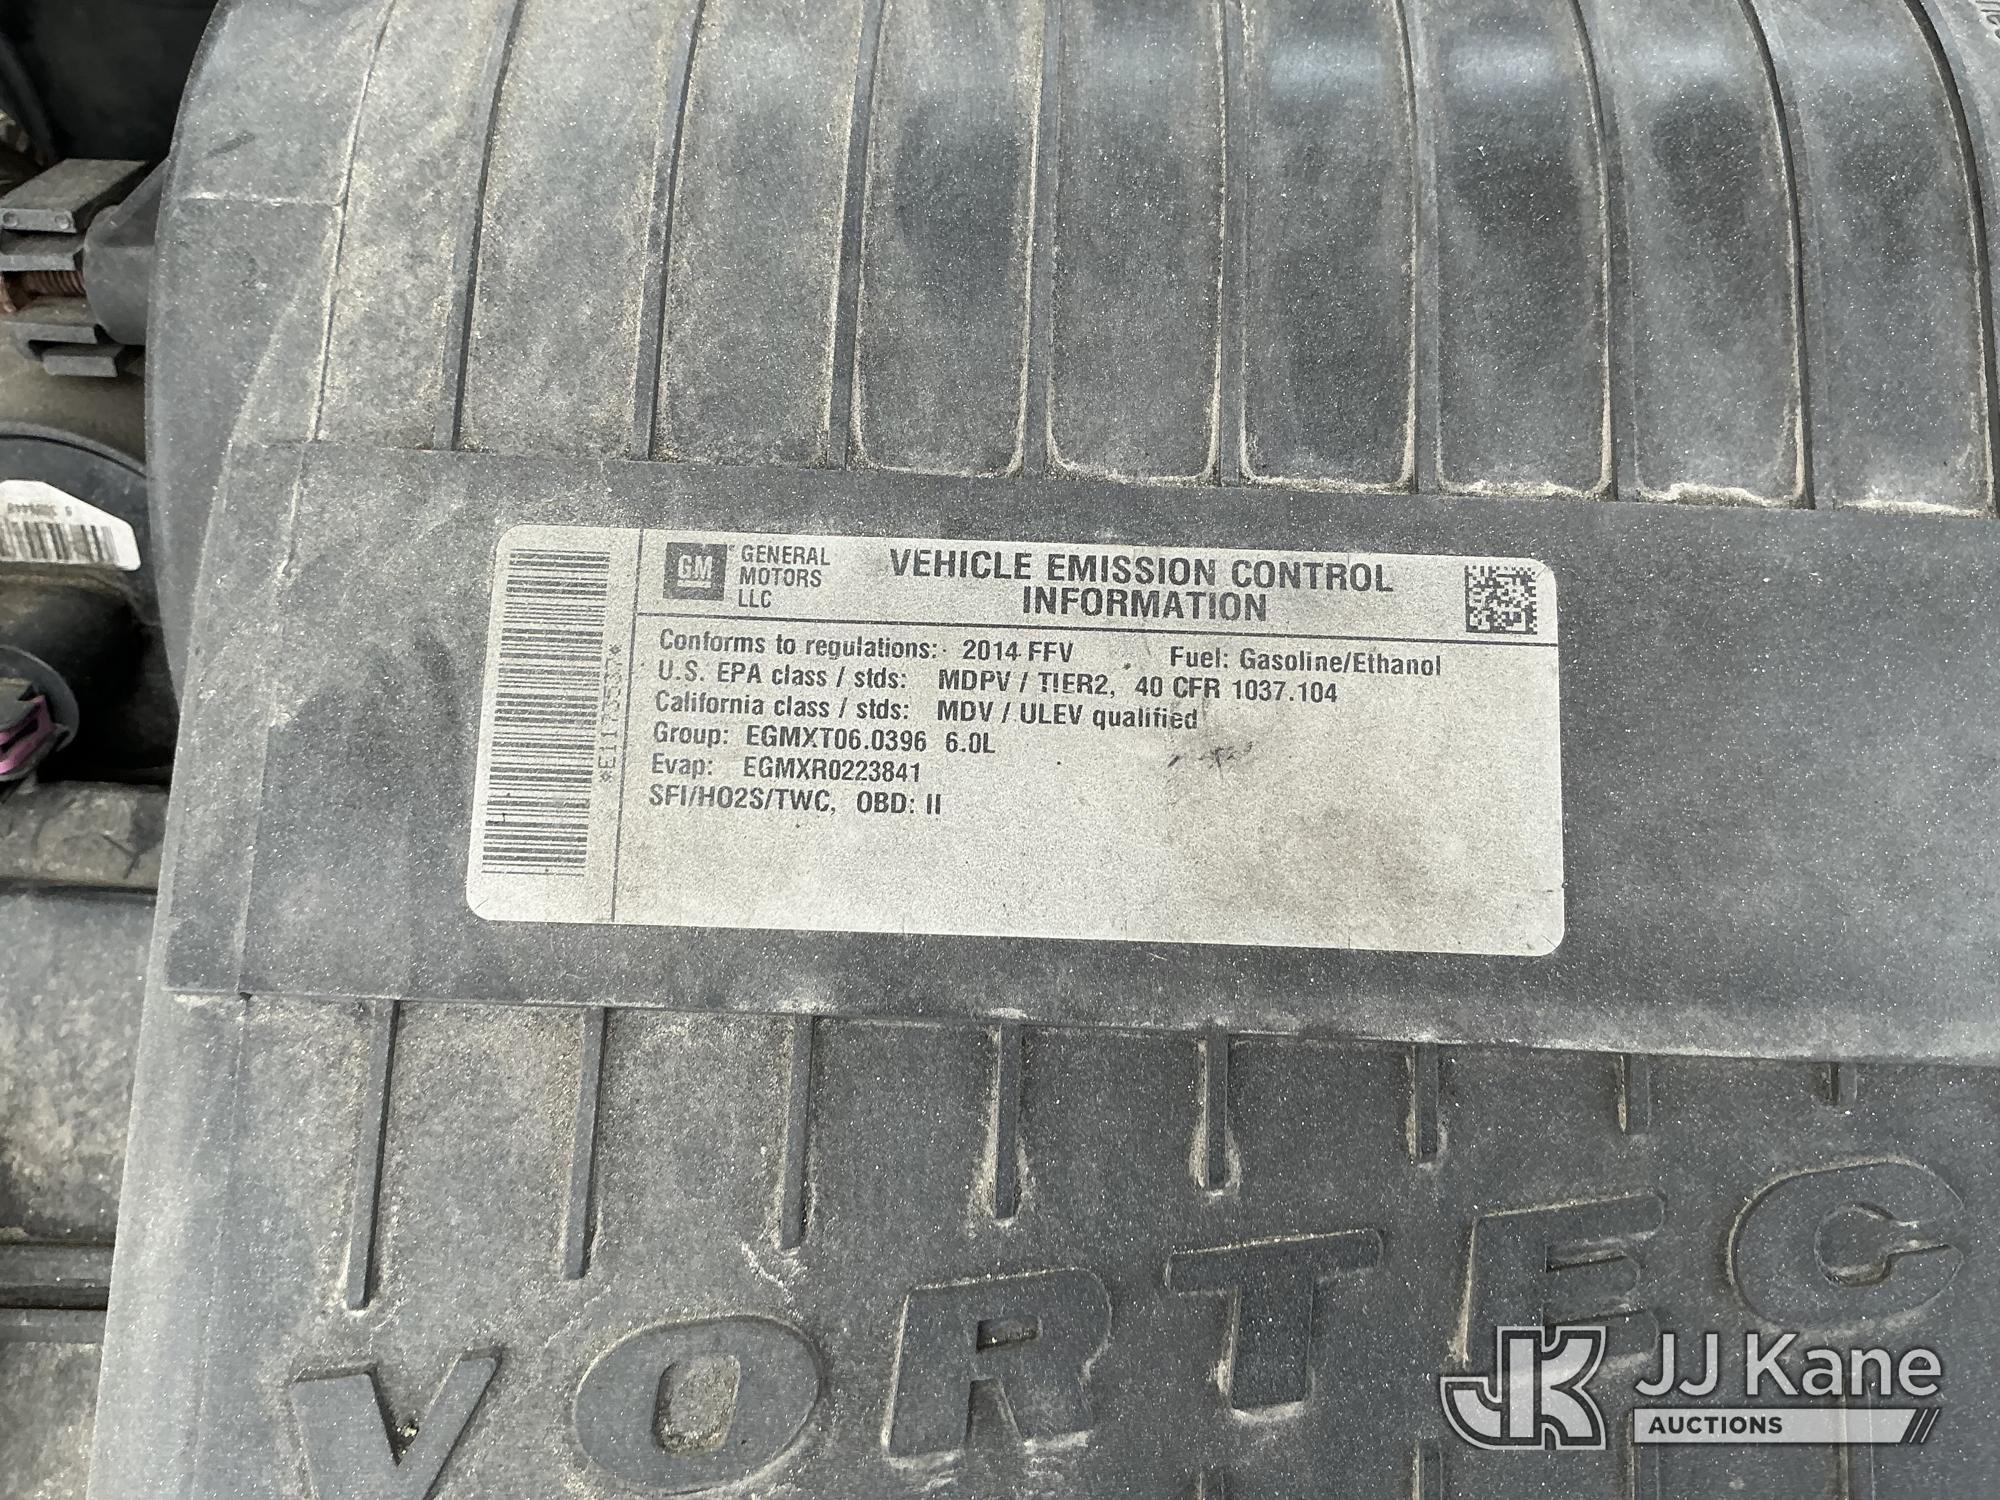 GM GENERAL MOTORS LLC
VEHICLE EMISSION CONTROL INFORMATION
Conforms to regulations: 2014 FFV Fuel: Gasoline/Ethanol
U.S. EPA class / stds: MDPV / TIER2, 40 CFR 1037.104
California class / stds: MDV / ULEV qualified
Group: EGMXT06.0396 6.0L
Evap: EGMXR0223841
SFI/HO2S/TWC, OBD: II
VORTEC
JK JJ Kane
AUCTIONS